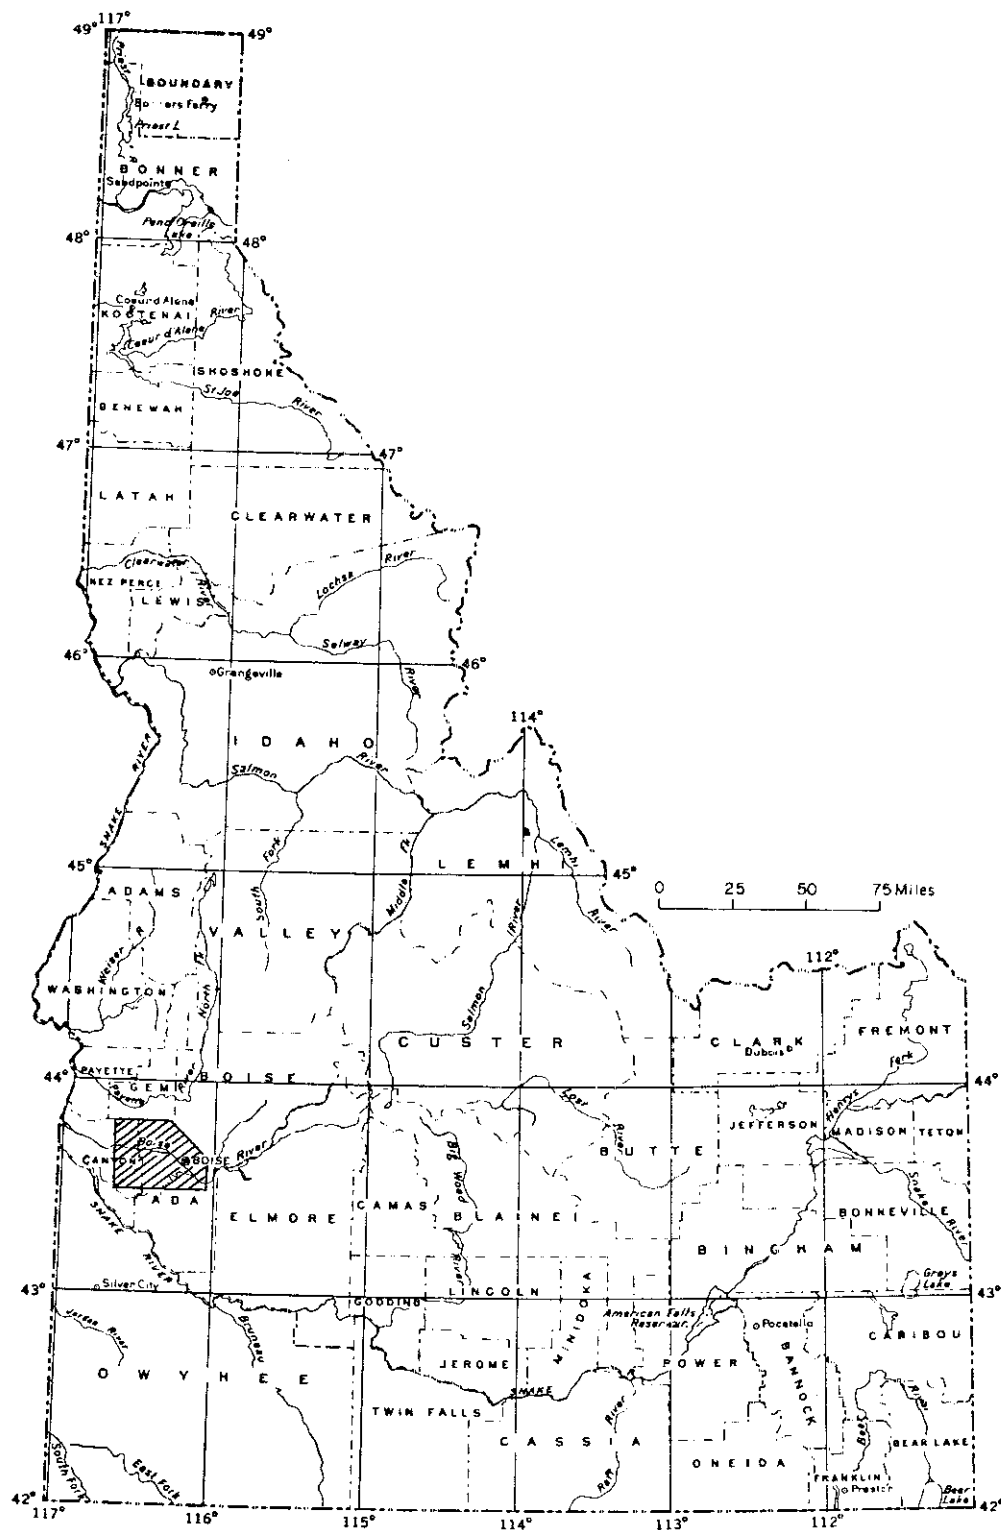 117°
49° 49°
Priest
BOUNDARY
Ferry
Priest L
R
BONNER
Sandpoint
Pend Oreille
Lake
48° 48°
Coeur d Alene
KOOTENAI
River
Coeur d Alene
SHOSHONE
St Joe
River
BENEWAH
47° 47°
LATAH
CLEARWATER
Clearwater
River
River
Lochsa
NEZ PERCE
LEWIS
Selway
46° 46°
Grangeville
River
114°
IDAHO
RIVER
Salmon
River
SNAKE
Fork
Fk
Lemhi
LEMHI
45° 45°
0 25 50 75 Miles
ADAMS
South
Middle
River
River
VALLEY
R
Weiser
Fk
112°
WASHINGTON
North
Salmon
FREMONT
CUSTER
CLARK
Dubois
Fork
PAYETTE
44° 44°
GEM
River
BOISE
Henrys
Lost
JEFFERSON
MADISON TETON
Boise
River
CANYON
BOISE
Big
River
BUTTE
Wood
Snake
ADA
CAMAS
BLAINE
BONNEVILLE
ELMORE
SNAKE
River
RIVER
BINGHAM
Silver City
River
Grays
Lake
43° 43°
LINCOLN
GOODING
MINIDOKA
American Falls
Reservoir
Pocatello
Jordan
River
Bruneau
CARIBOU
JEROME
POWER
OWYHEE
BANNOCK
SNAKE
River
River
TWIN FALLS
CASSIA
Bear
BEAR LAKE
ONEIDA
South Fork
East Fork
Raft
FRANKLIN
Preston
Bear
Lake
42° 42°
117° 116° 115° 114° 113° 112°